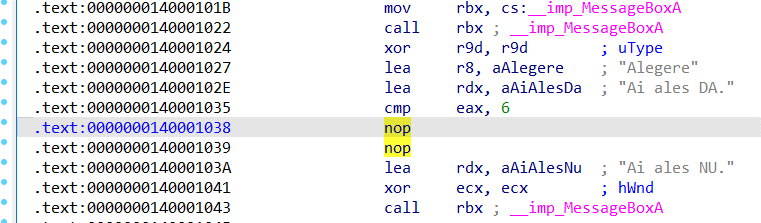 .text:000000014000101B mov rbx, cs:__imp_MessageBoxA
.text:0000000140001022 call rbx ; __imp_MessageBoxA
.text:0000000140001024 xor r9d, r9d ; uType
.text:0000000140001027 lea r8, aAlegere ; "Alegere"
.text:000000014000102E lea rdx, aAiAlesDa ; "Ai ales DA."
.text:0000000140001035 cmp eax, 6
.text:0000000140001038 nop
.text:0000000140001039 nop
.text:000000014000103A lea rdx, aAiAlesNu ; "Ai ales NU."
.text:0000000140001041 xor ecx, ecx ; hWnd
.text:0000000140001043 call rbx ; __imp_MessageBoxA